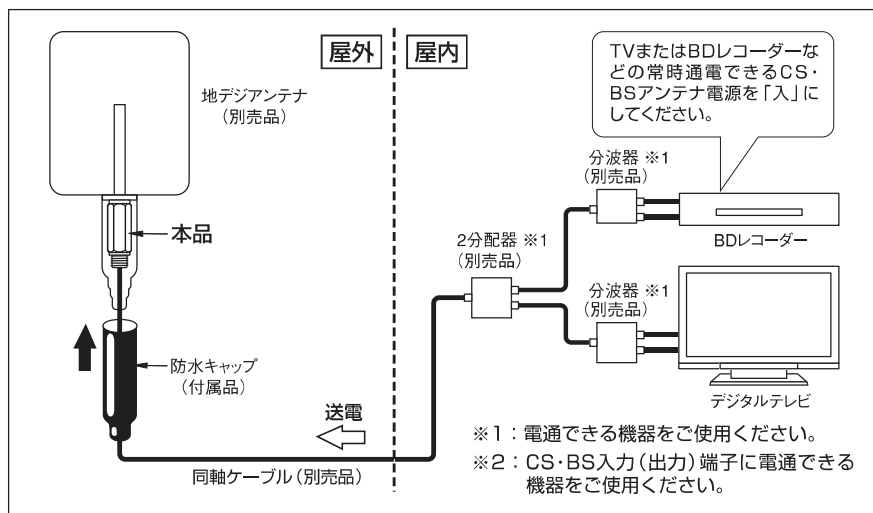 屋外
屋内
地デジアンテナ
(別売品)
本品
防水キャップ
(付属品)
送電
同軸ケーブル(別売品)
2分配器 ※1
(別売品)
分波器 ※1
(別売品)
TVまたはBDレコーダーな
どの常時通電できるCS・
BSアンテナ電源を「入」に
してください。
BDレコーダー
分波器 ※1
(別売品)
デジタルテレビ
※1：電通できる機器をご使用ください。
※2：CS・BS入力(出力)端子に電通できる
機器をご使用ください。